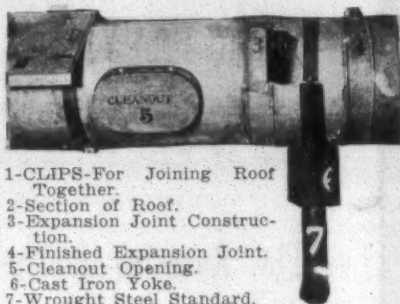 3
CLEANOUT
5
6
7
1-CLIPS-For Joining Roof
Together.
2-Section of Roof.
3-Expansion Joint Construc-
tion.
4-Finished Expansion Joint.
5-Cleanout Opening.
6-Cast Iron Yoke.
7-Wrought Steel Standard.